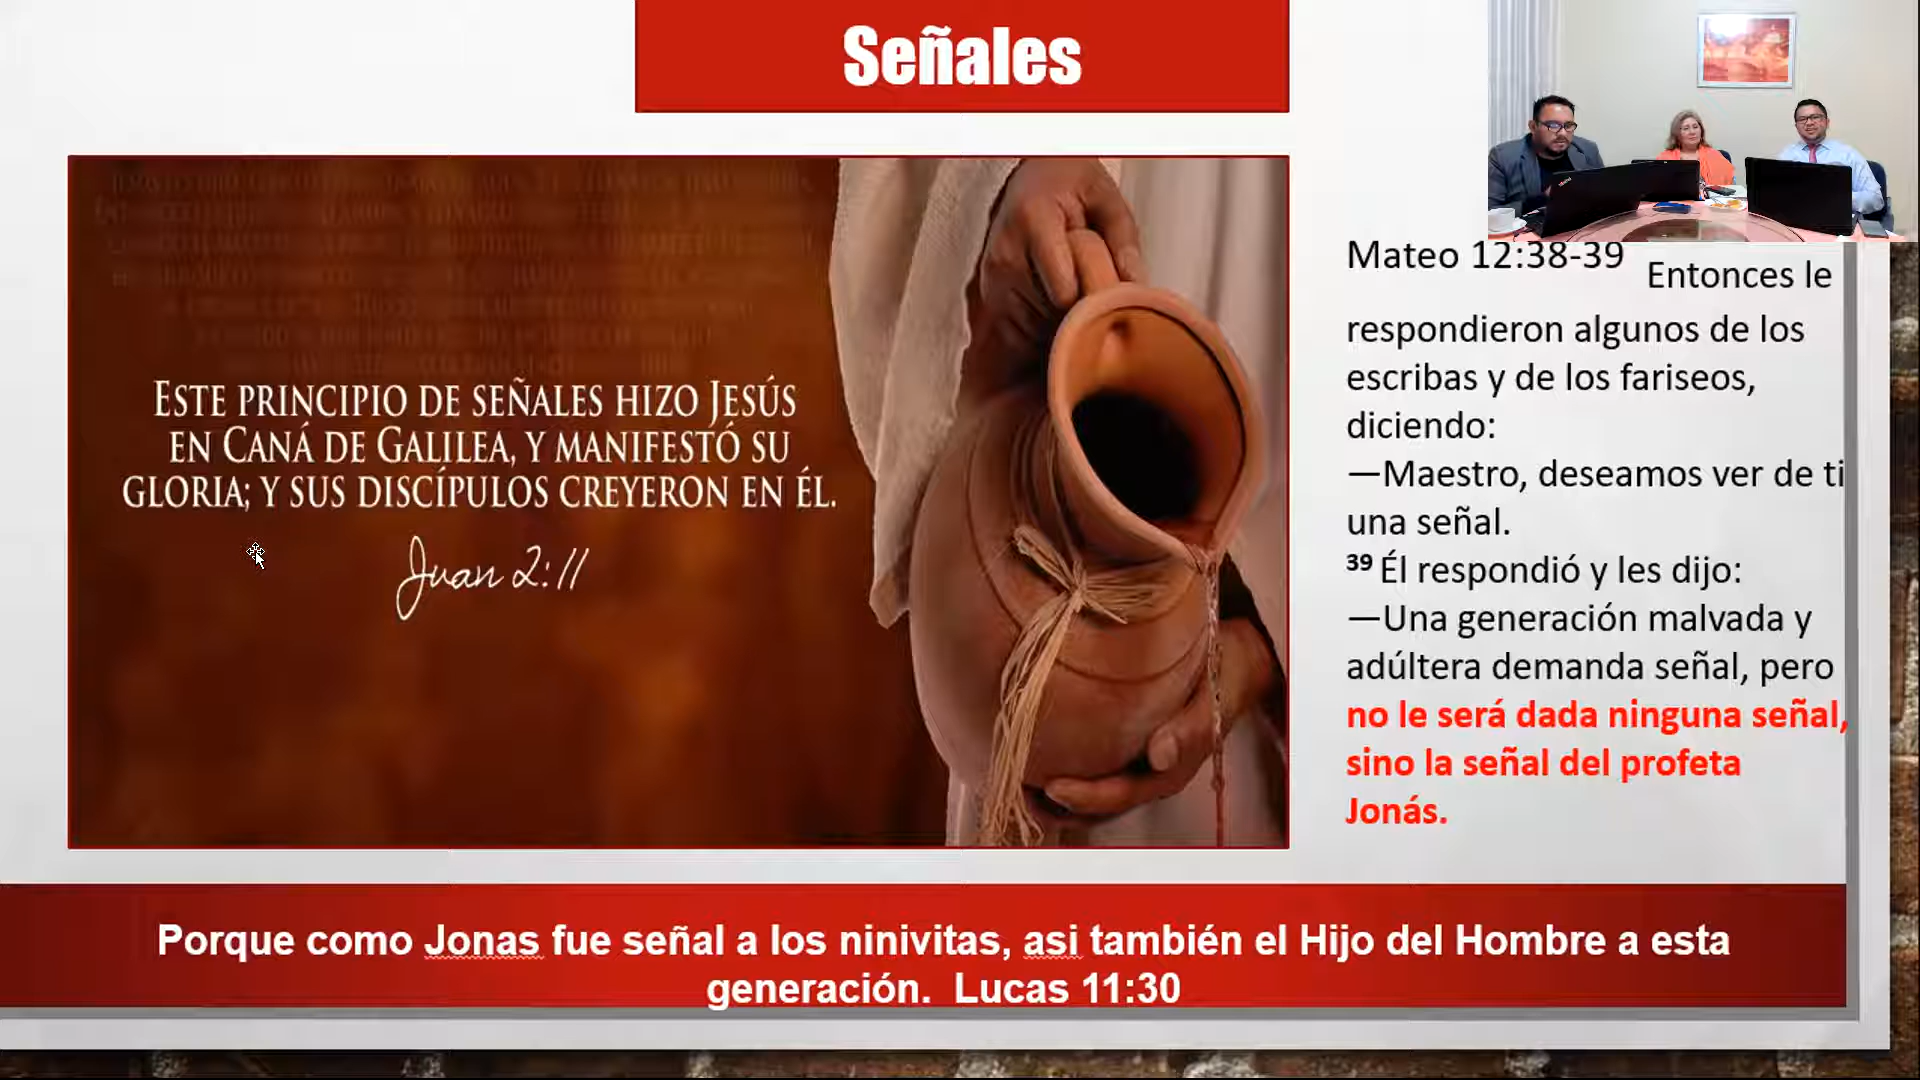 Señales
ESTE PRINCIPIO DE SEÑALES HIZO JESÚS
EN CANÁ DE GALILEA, Y MANIFESTÓ SU
GLORIA; Y SUS DISCÍPULOS CREYERON EN ÉL.
Juan 2:11
Mateo 12:38-39 Entonces le
respondieron algunos de los
escribas y de los fariseos,
diciendo:
—Maestro, deseamos ver de ti
una señal.
39 Él respondió y les dijo:
—Una generación malvada y
adúltera demanda señal, pero
no le será dada ninguna señal,
sino la señal del profeta
Jonás.
Porque como Jonas fue señal a los ninivitas, asi también el Hijo del Hombre a esta
generación. Lucas 11:30